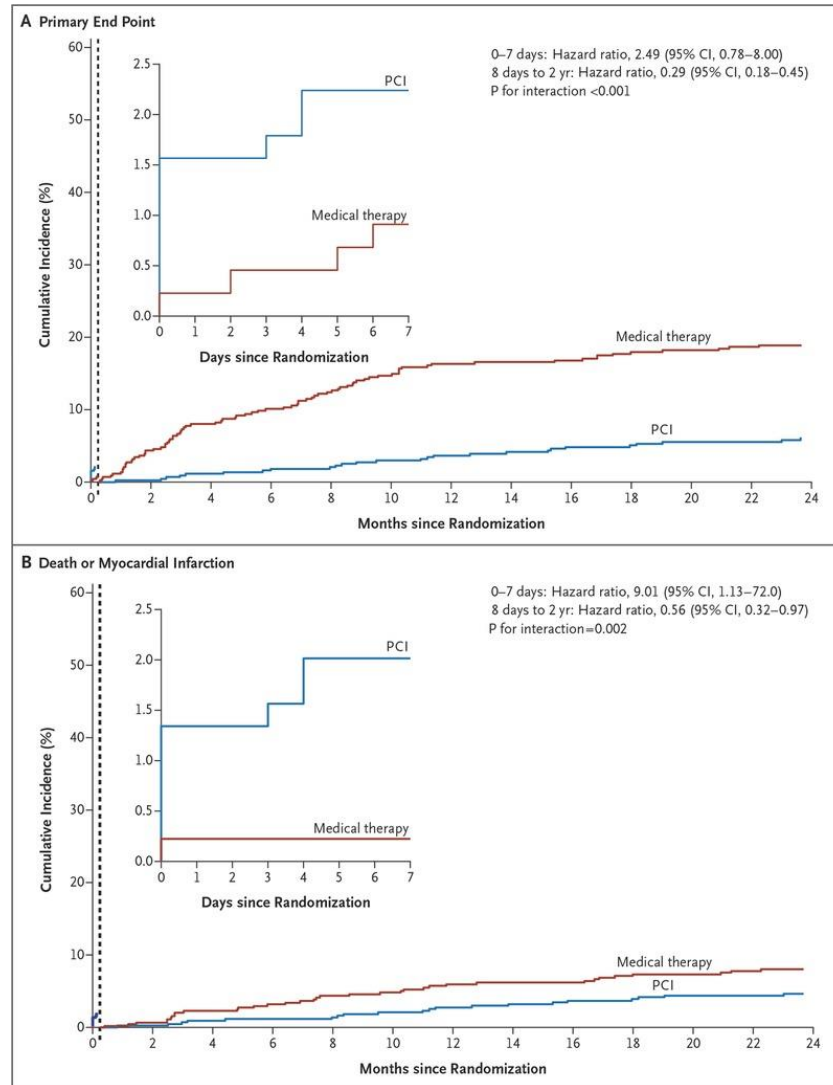 A Primary End Point
0–7 days: Hazard ratio, 2.49 (95% CI, 0.78–8.00)
8 days to 2 yr: Hazard ratio, 0.29 (95% CI, 0.18–0.45)
P for interaction <0.001
Cumulative Incidence (%)
60
50
40
30
20
10
0
2.5
2.0
1.5
1.0
0.5
0.0
PCI
Medical therapy
0 1 2 3 4 5 6 7
Days since Randomization
Medical therapy
PCI
0 2 4 6 8 10 12 14 16 18 20 22 24
Months since Randomization
B Death or Myocardial Infarction
0–7 days: Hazard ratio, 9.01 (95% CI, 1.13–72.0)
8 days to 2 yr: Hazard ratio, 0.56 (95% CI, 0.32–0.97)
P for interaction=0.002
Cumulative Incidence (%)
60
50
40
30
20
10
0
2.5
2.0
1.5
1.0
0.5
0.0
PCI
Medical therapy
0 1 2 3 4 5 6 7
Days since Randomization
Medical therapy
PCI
0 2 4 6 8 10 12 14 16 18 20 22 24
Months since Randomization